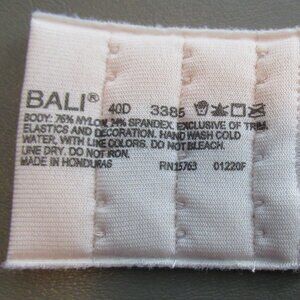 BALI® 40D 3385
BODY: 76% NYLON, 24% SPANDEX, EXCLUSIVE OF TRIM,
ELASTICS AND DECORATION. HAND WASH COLD
WATER, WITH LIKE COLORS. DO NOT BLEACH.
LINE DRY. DO NOT IRON.
MADE IN HONDURAS RN15763 01220F